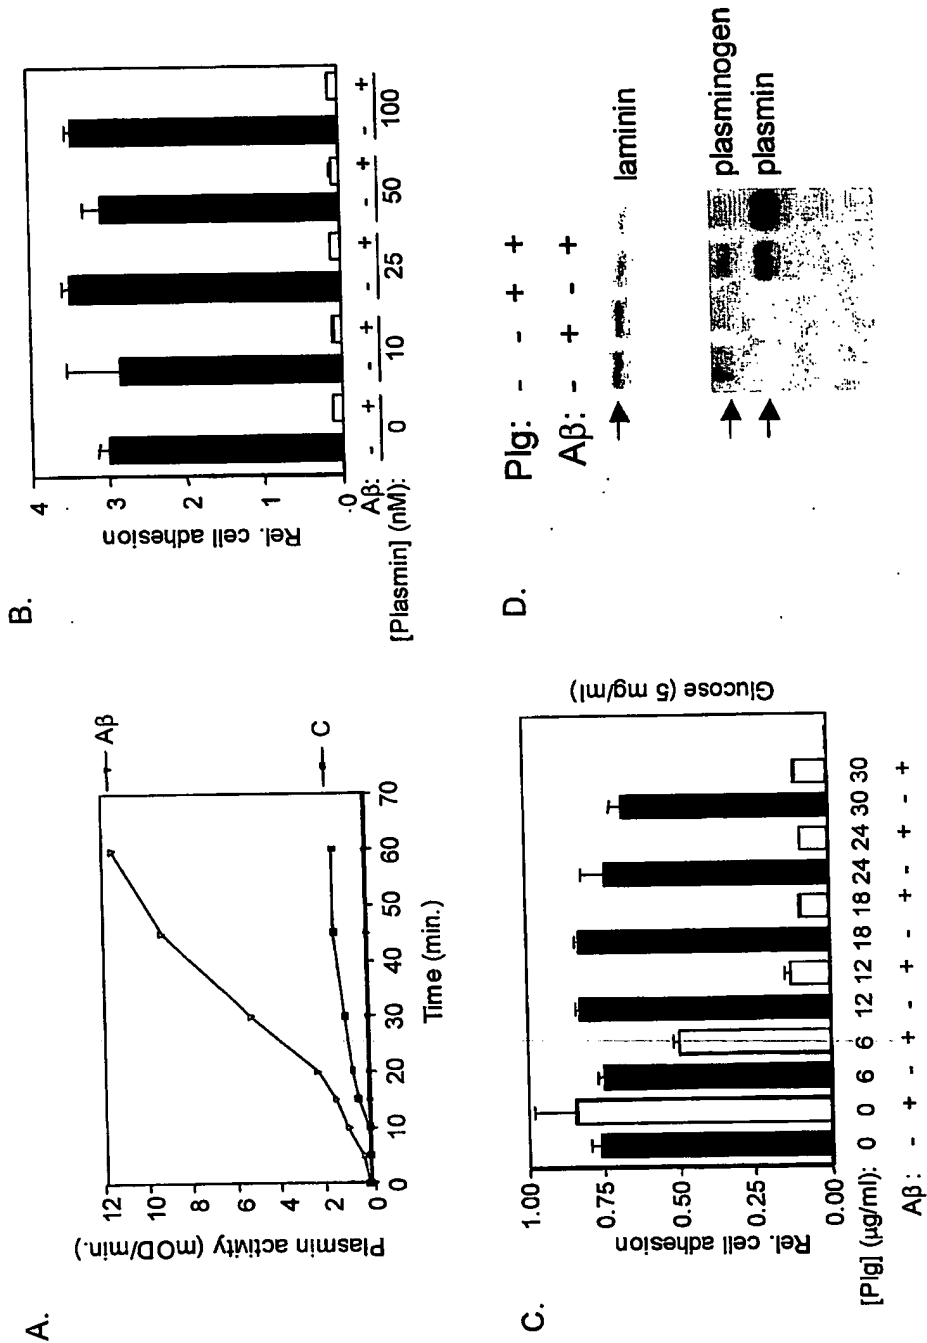 A.
Plasmin activity (mOD/min.)
12
10
8
6
4
2
0
0 10 20 30 40 50 60 70
Time (min.)
Aβ
C
B.
Rel. cell adhesion
4
3
2
1
0
Aβ: - + - + - + - + - +
[Plasmin] (nM): 0 10 25 50 100
C.
Rel. cell adhesion
1.00
0.75
0.50
0.25
0.00
[Plg] (µg/ml): 0 0 6 6 12 12 18 18 24 24 30 30
Aβ: - + - + - + - + - + - +
Glucose (5 mg/ml)
D.
Plg: - - + +
Aβ: - + - +
laminin
plasminogen
plasmin